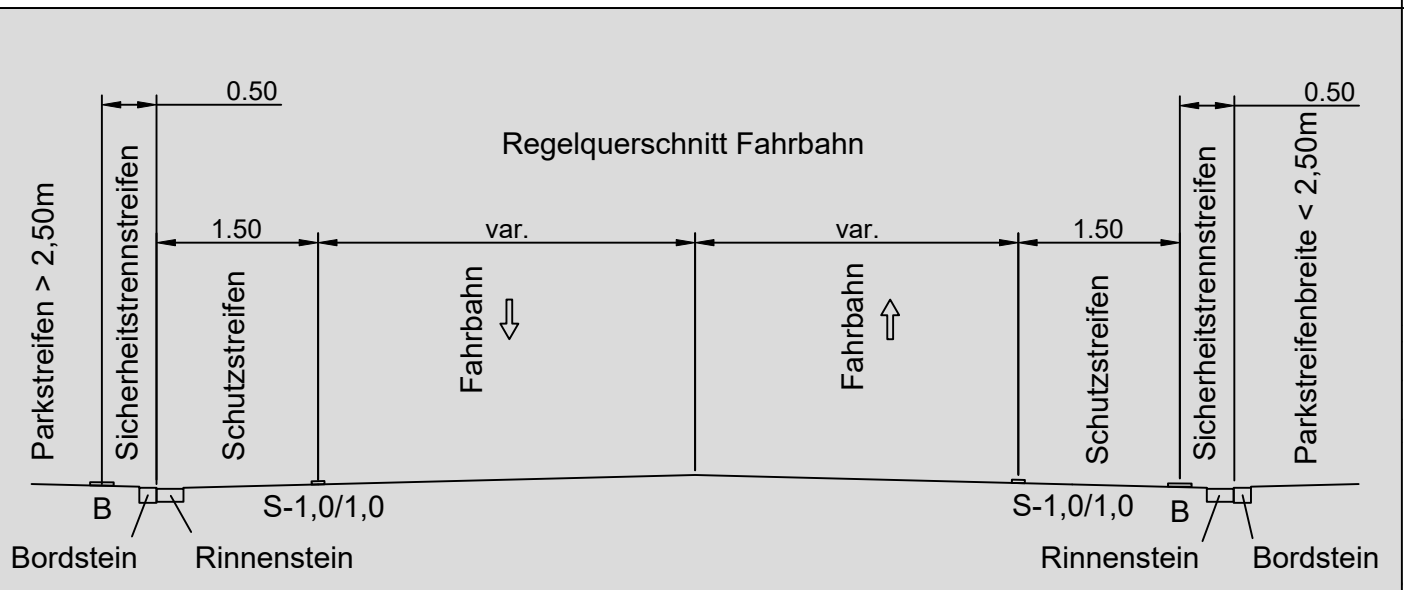 0.50
0.50
Regelquerschnitt Fahrbahn
Parkstreifen > 2,50m
Sicherheitstrennstreifen
1.50
Schutzstreifen
var.
Fahrbahn
var.
Fahrbahn
1.50
Schutzstreifen
Sicherheitstrennstreifen
Parkstreifenbreite < 2,50m
B
S-1,0/1,0
S-1,0/1,0
B
Bordstein
Rinnenstein
Rinnenstein
Bordstein